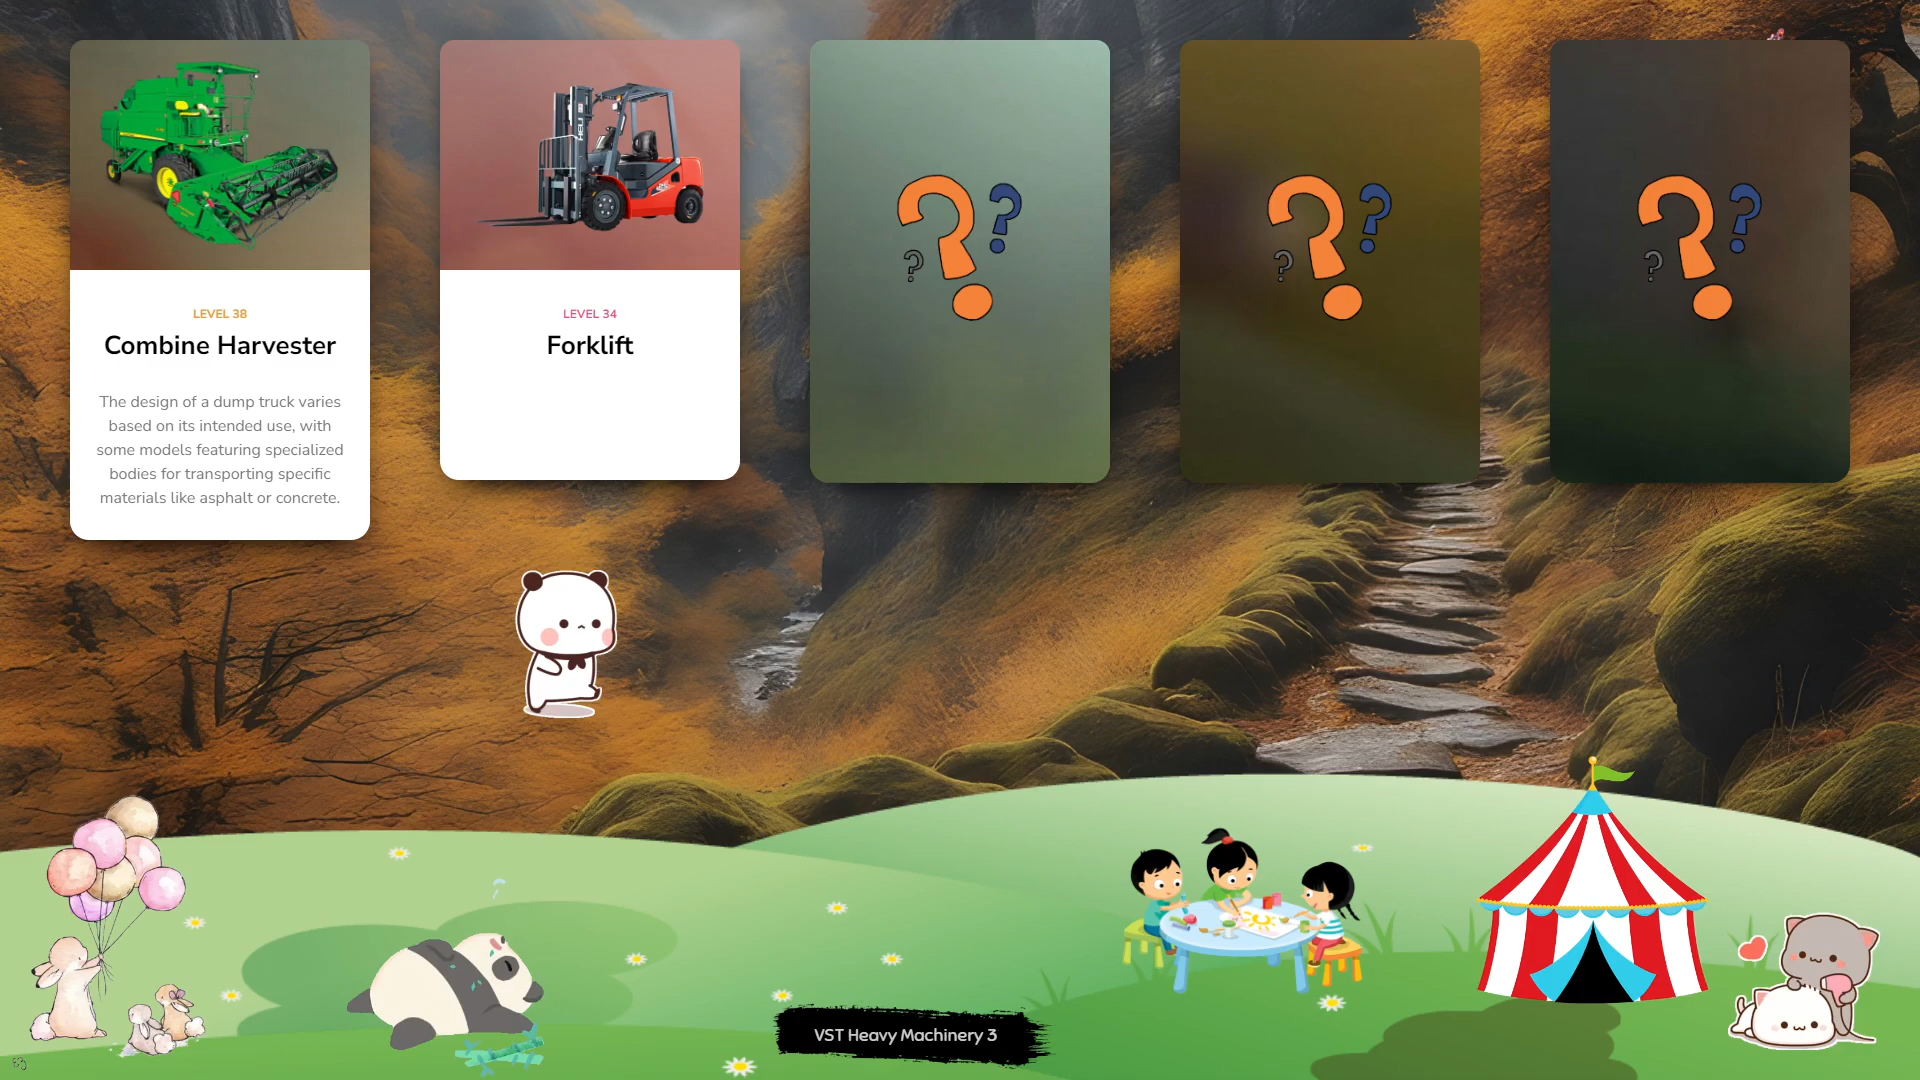 LEVEL 38
Combine Harvester
The design of a dump truck varies
based on its intended use, with
some models featuring specialized
bodies for transporting specific
materials like asphalt or concrete.
HELI
LEVEL 34
Forklift
? ? ?
? ? ?
? ? ?
VST Heavy Machinery 3